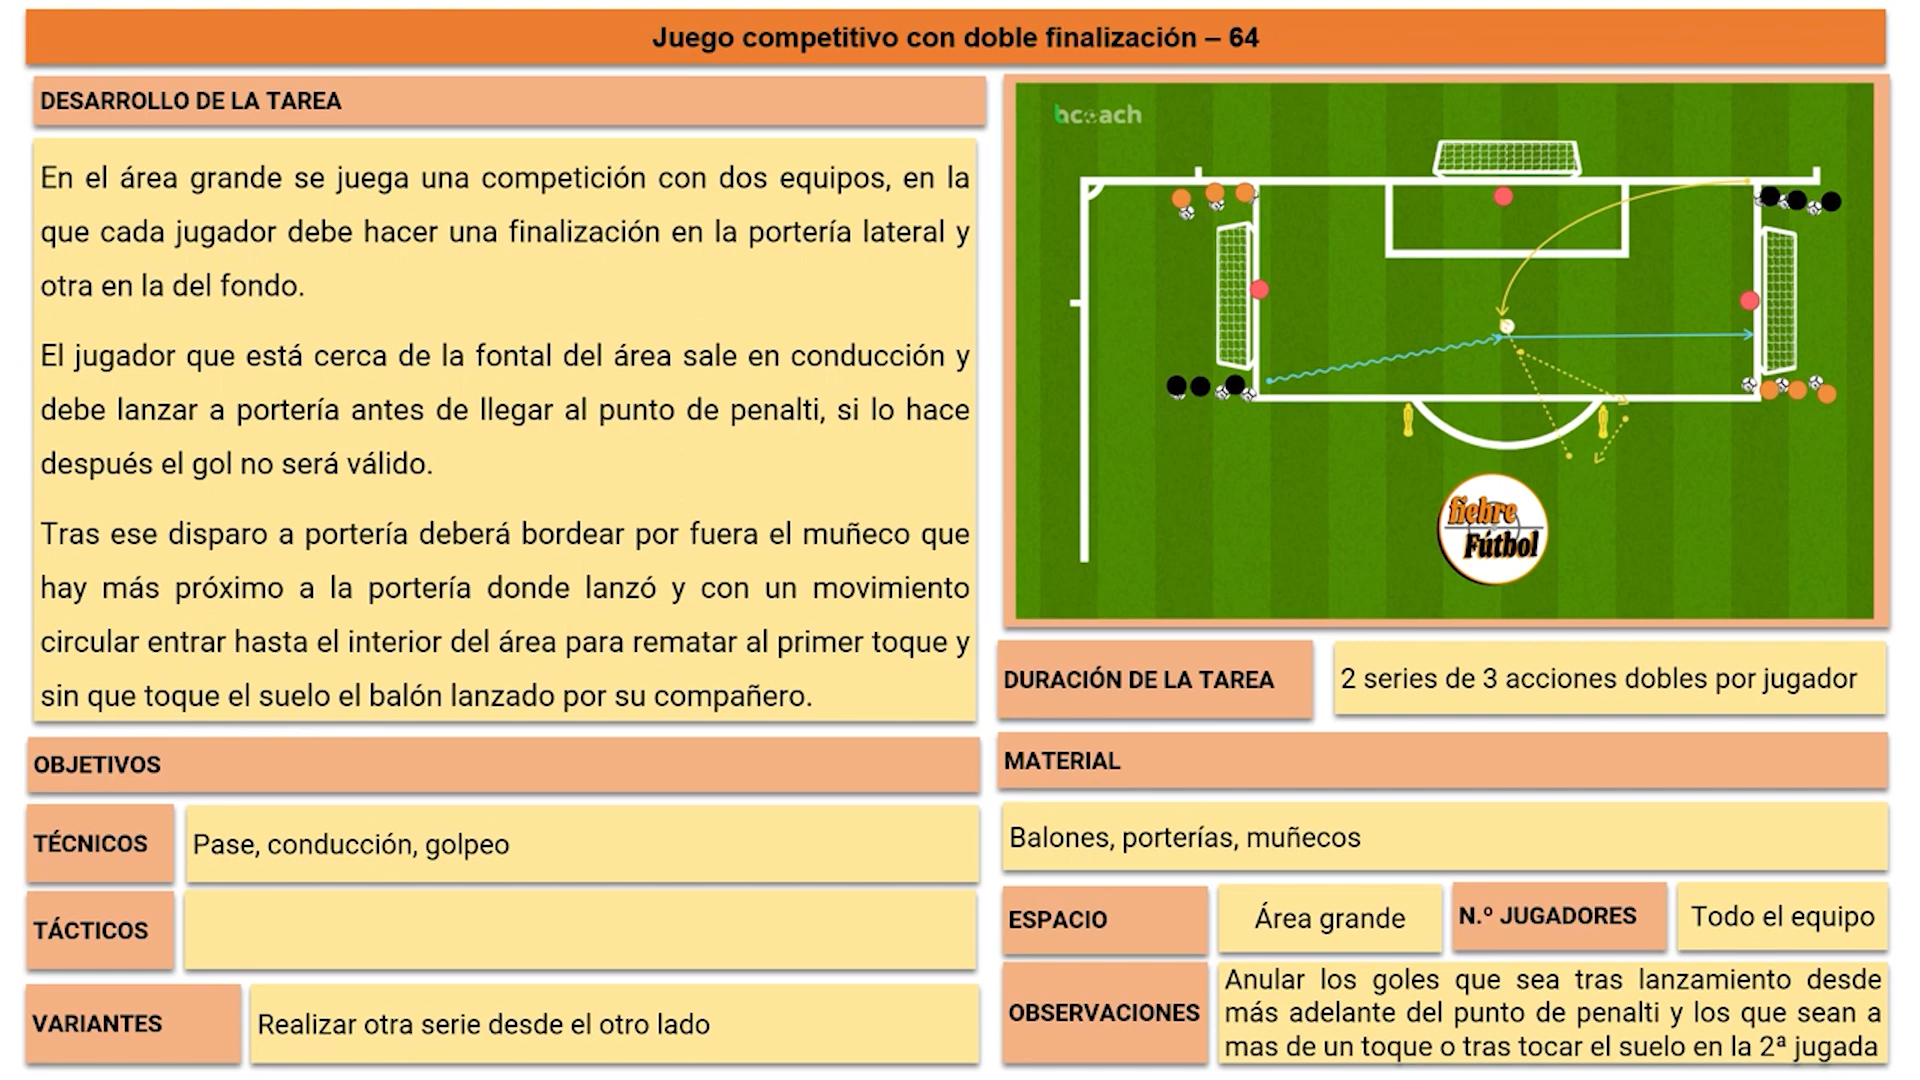 Juego competitivo con doble finalización – 64
DESARROLLO DE LA TAREA
En el área grande se juega una competición con dos equipos, en la
que cada jugador debe hacer una finalización en la portería lateral y
otra en la del fondo.
El jugador que está cerca de la fontal del área sale en conducción y
debe lanzar a portería antes de llegar al punto de penalti, si lo hace
después el gol no será válido.
Tras ese disparo a portería deberá bordear por fuera el muñeco que
hay más próximo a la portería donde lanzó y con un movimiento
circular entrar hasta el interior del área para rematar al primer toque y
sin que toque el suelo el balón lanzado por su compañero.
bcoach
fiebre
Fútbol
DURACIÓN DE LA TAREA
2 series de 3 acciones dobles por jugador
OBJETIVOS
TÉCNICOS
Pase, conducción, golpeo
TÁCTICOS
VARIANTES
Realizar otra serie desde el otro lado
MATERIAL
Balones, porterías, muñecos
ESPACIO
Área grande
N.º JUGADORES
Todo el equipo
OBSERVACIONES
Anular los goles que sea tras lanzamiento desde
más adelante del punto de penalti y los que sean a
mas de un toque o tras tocar el suelo en la 2ª jugada